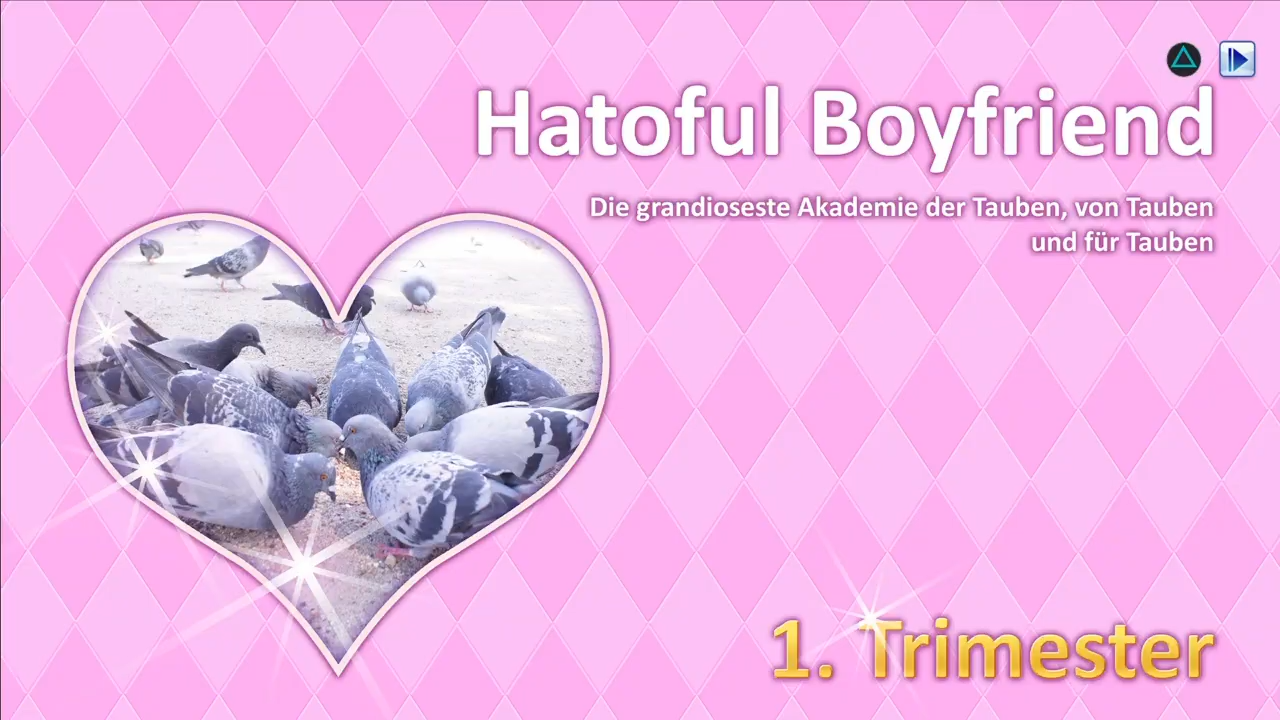 Hatoful Boyfriend
Die grandioseste Akademie der Tauben, von Tauben
und für Tauben
1. Trimester